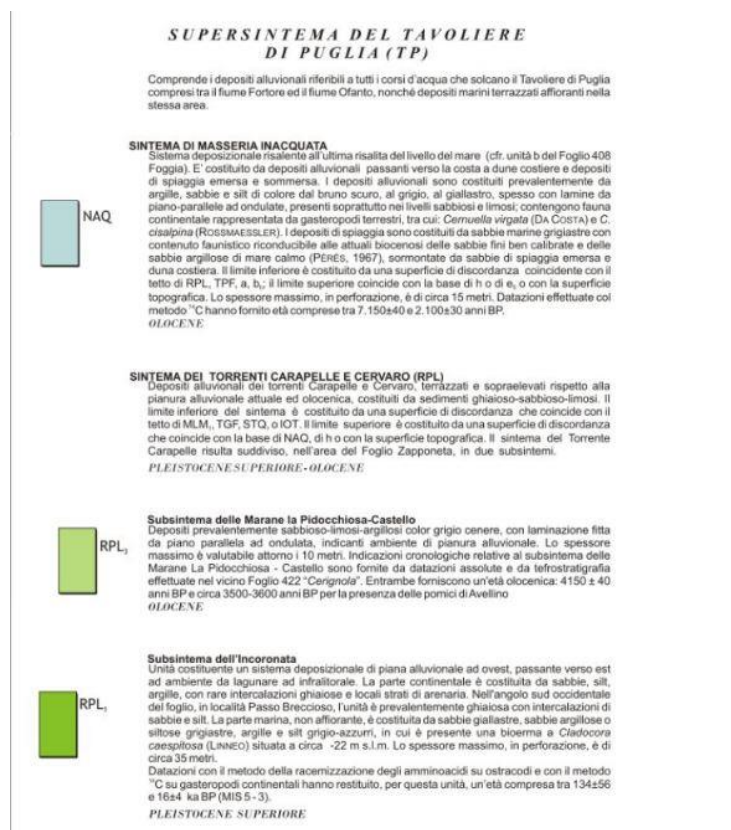 SUPERSINTEMA DEL TAVOLIERE
DI PUGLIA (TP)
Comprende i depositi alluvionali riferibili a tutti i corsi d'acqua che solcano il Tavoliere di Puglia
compresi tra il fiume Fortore ed il fiume Ofanto, nonché depositi marini terrazzati affioranti nella
stessa area.
SINTEMA DI MASSERIA INACQUATA
Sistema deposizionale risalente all'ultima risalita del livello del mare (cfr. unità b del Foglio 408
Foggia). E' costituito da depositi alluvionali passanti verso la costa a dune costiere e depositi
di spiaggia emersa e sommersa. I depositi alluvionali sono costituiti prevalentemente da
argille, sabbie e silt di colore dal bruno scuro, al grigio, al giallastro, spesso con lamine da
piano-parallele ad ondulate, presenti soprattutto nei livelli sabbiosi e limosi; contengono fauna
continentale rappresentata da gasteropodi terrestri, tra cui: Cernuella virgata (DA COSTA) e C.
cisalpina (ROSSMAESSLER). I depositi di spiaggia sono costituiti da sabbie marine grigiastre con
contenuto faunistico riconducibile alle attuali biocenosi delle sabbie fini ben calibrate e delle
sabbie argillose di mare calmo (PÉRÈS, 1967), sormontate da sabbie di spiaggia emersa e
duna costiera. Il limite inferiore è costituito da una superficie di discordanza coincidente con il
tetto di RPL, TPF, a, b,; il limite superiore coincide con la base di h o di e, o con la superficie
topografica. Lo spessore massimo, in perforazione, è di circa 15 metri. Datazioni effettuate col
metodo ¹⁴C hanno fornito età comprese tra 7.150±40 e 2.100±30 anni BP.
OLOCENE
NAQ
SINTEMA DEI TORRENTI CARAPELLE E CERVARO (RPL)
Depositi alluvionali dei torrenti Carapelle e Cervaro, terrazzati e sopraelevati rispetto alla
pianura alluvionale attuale ed olocenica, costituiti da sedimenti ghiaioso-sabbioso-limosi. Il
limite inferiore del sintema è costituito da una superficie di discordanza che coincide con il
tetto di MLM,, TGF, STQ, o IOT. Il limite superiore è costituito da una superficie di discordanza
che coincide con la base di NAQ, di h o con la superficie topografica. Il sintema del Torrente
Carapelle risulta suddiviso, nell'area del Foglio Zapponeta, in due subsintemi.
PLEISTOCENE SUPERIORE-OLOCENE
Subsintema delle Marane la Pidocchiosa-Castello
Depositi prevalentemente sabbioso-limosi-argillosi color grigio cenere, con laminazione fitta
da piano parallela ad ondulata, indicanti ambiente di pianura alluvionale. Lo spessore
massimo è valutabile attorno i 10 metri. Indicazioni cronologiche relative al subsintema delle
Marane La Pidocchiosa - Castello sono fornite da datazioni assolute e da tefrostratigrafia
effettuate nel vicino Foglio 422 "Cerignola". Entrambe forniscono un'età olocenica: 4150 ± 40
anni BP e circa 3500-3600 anni BP per la presenza delle pomici di Avellino
OLOCENE
RPL₃
Subsintema dell'Incoronata
Unità costituente un sistema deposizionale di piana alluvionale ad ovest, passante verso est
ad ambiente da lagunare ad infralitorale. La parte continentale è costituita da sabbie, silt,
argille, con rare intercalazioni ghiaiose e locali strati di arenaria. Nell'angolo sud occidentale
del foglio, in località Passo Breccioso, l'unità è prevalentemente ghiaiosa con intercalazioni di
sabbie e silt. La parte marina, non affiorante, è costituita da sabbie giallastre, sabbie argillose o
siltose grigiastre, argille e silt grigio-azzurri, in cui è presente una bioerma a Cladocora
caespitosa (LINNEO) situata a circa -22 m s.l.m. Lo spessore massimo, in perforazione, è di
circa 35 metri.
Datazioni con il metodo della racemizzazione degli amminoacidi su ostracodi e con il metodo
¹⁴C su gasteropodi continentali hanno restituito, per questa unità, un'età compresa tra 134±56
e 16±4 ka BP (MIS 5 - 3).
PLEISTOCENE SUPERIORE
RPL₁